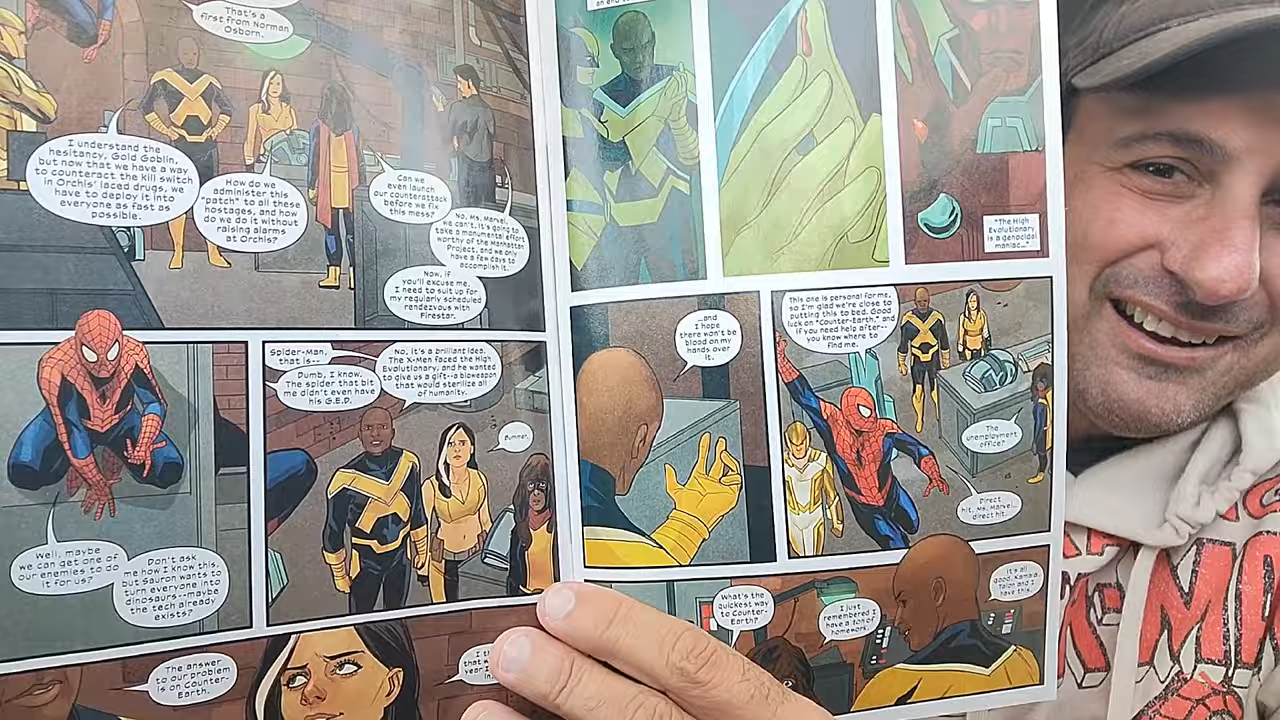 That's a
first from Norman
Osborn.
I understand the
hesitancy, Gold Goblin,
but now that we have a way
to counteract the kill switch
in Orchis' laced drugs, we
have to deploy it into
everyone as fast as
possible.
How do we
administer this
"patch" to all these
hostages, and how
do we do it without
raising alarms
at Orchis?
Can we
even launch
our counterattack
before we fix
this mess?
No, Ms. Marvel,
we can't. It's going to
take a monumental effort
worthy of the Manhattan
Project, and we only
have a few days to
accomplish it.
Now, if
you'll excuse me,
I need to suit up for
my regularly scheduled
rendezvous with
Firestar.
Well, maybe
we can get one of
our enemies to do
it for us?
Don't ask
me how I know this,
but Sauron wants to
turn everyone into
dinosaurs--maybe
the tech already
exists?
Spider-Man,
that is--
Dumb, I know.
The spider that bit
me didn't even have
his G.E.D.
No, it's a brilliant idea.
The X-Men faced the High
Evolutionary, and he wanted
to give us a gift--a bioweapon
that would sterilize all
of humanity.
Bummer.
The answer
to our problem
is on Counter-
Earth.
I th
that w
year
in
an end
"The High
Evolutionary
is a genocidal
maniac..."
...and
I hope
there won't be
blood on my
hands over
it.
This one is personal for me,
so I'm glad we're close to
putting this to bed. Good
luck on "Counter-Earth," and
if you need help after--
you know where to
find me.
The
unemployment
office?
Direct
hit, Ms. Marvel...
direct hit.
What's the
quickest way
to Counter-
Earth?
I just
remembered I
have a ton of
homework.
It's all
good, Kamala.
Talon and I
have this.